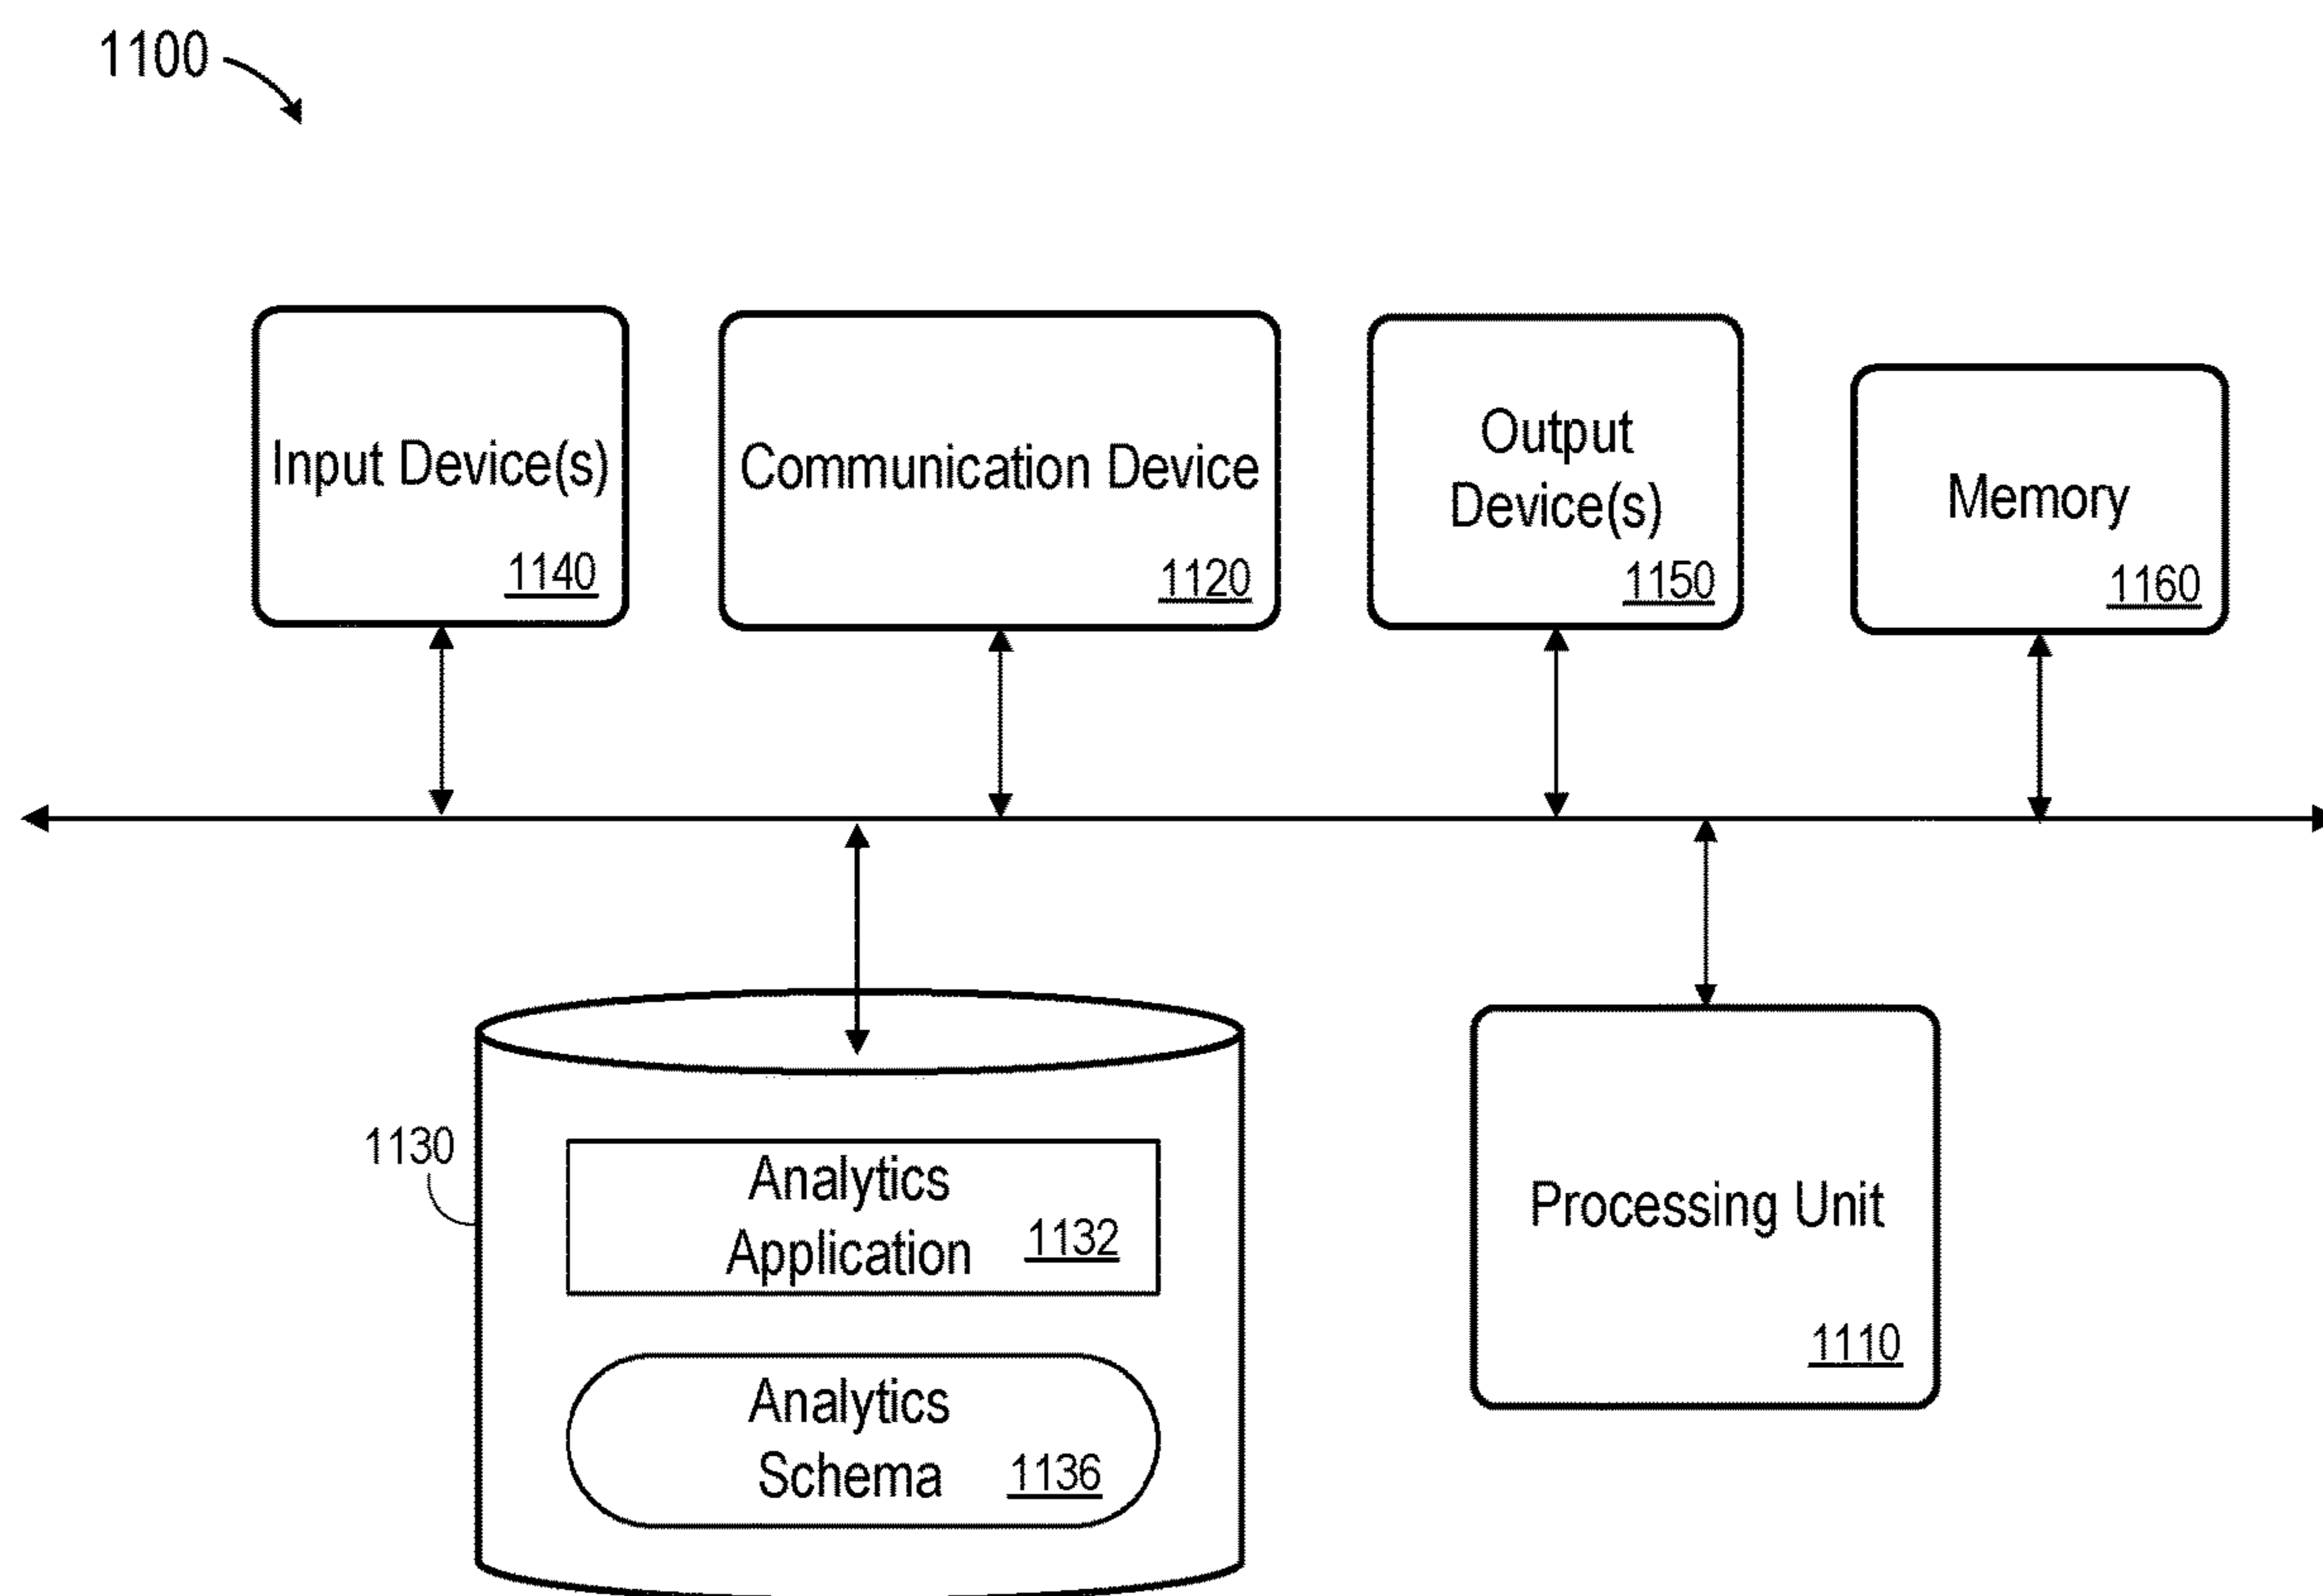 1100
Input Device(s)
1140
Communication Device
1120
Output
Device(s)
1150
Memory
1160
1130
Analytics
Application 1132
Analytics
Schema 1136
Processing Unit
1110